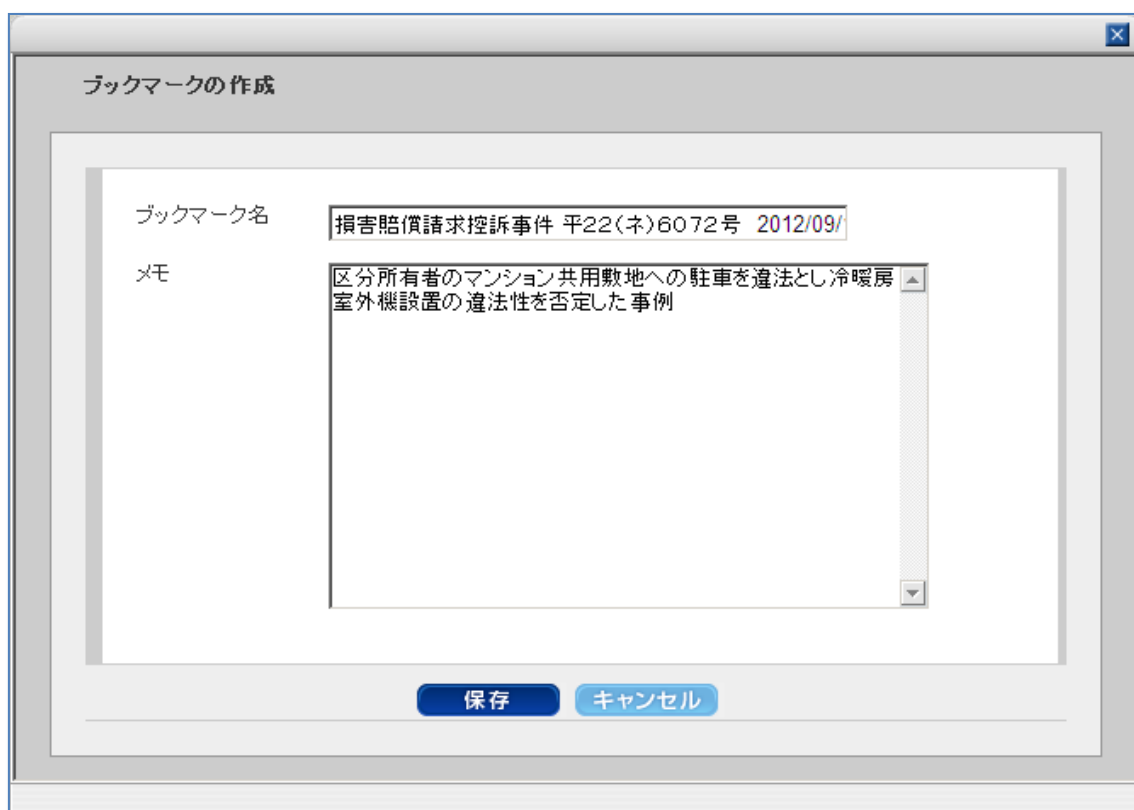 ブックマークの作成
ブックマーク名
損害賠償請求控訴事件 平22(ネ)6072号 2012/09/
メモ
区分所有者のマンション共用敷地への駐車を違法とし冷暖房
室外機設置の違法性を否定した事例
保存
キャンセル